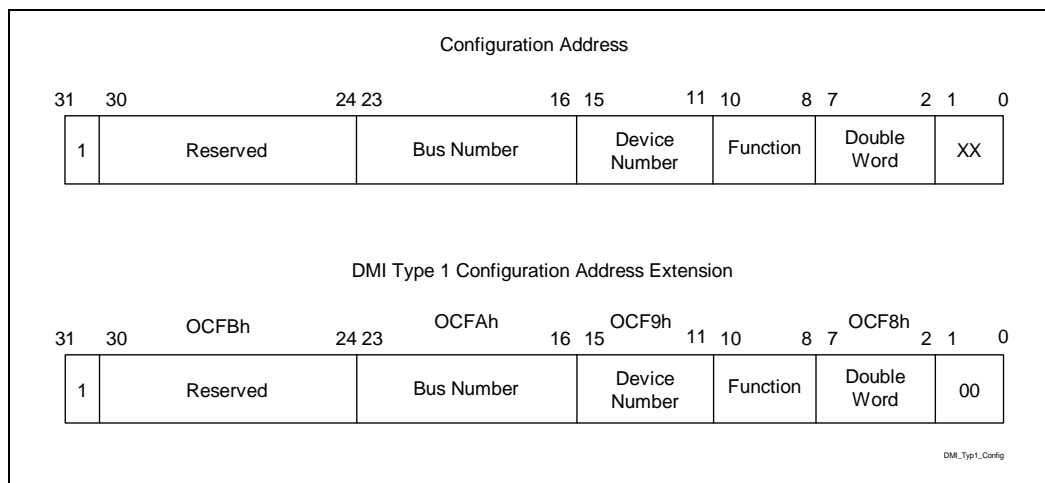 Configuration Address
31 30 24 23 16 15 11 10 8 7 2 1 0
1 Reserved Bus Number Device Number Function Double Word XX
DMI Type 1 Configuration Address Extension
OCFBh OCFAh OCF9h OCF8h
31 30 24 23 16 15 11 10 8 7 2 1 0
1 Reserved Bus Number Device Number Function Double Word 00
DMI_Typ1_Config